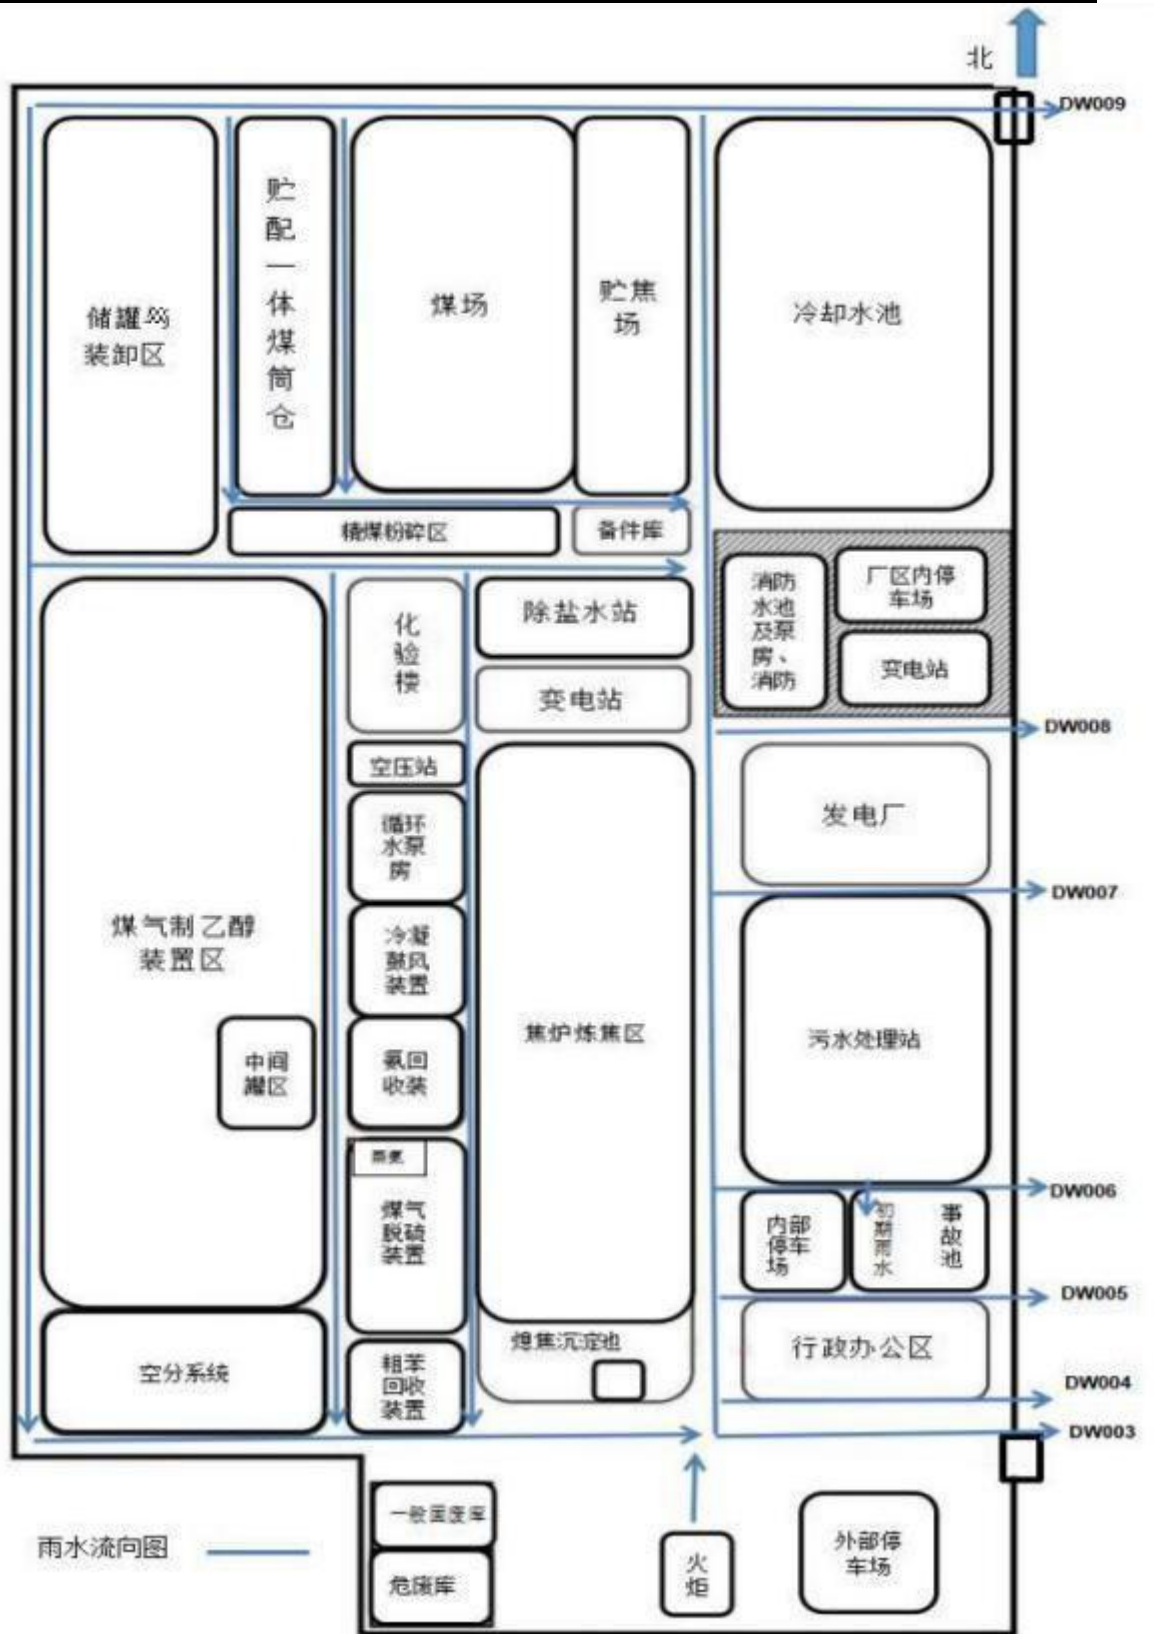 北
DW009
储罐
装卸区
贮
配
一
体
煤
筒
仓
煤场
贮焦
场
冷却水池
精煤粉碎区
备件库
消防
水池
及泵
房、
消防
厂区内停
车场
变电站
化
验
楼
除盐水站
变电站
DW008
空压站
循环
水泵
房
发电厂
DW007
煤气制乙醇
装置区
冷凝
鼓风
装置
焦炉炼焦区
污水处理站
中间
罐区
氨回
收装
蒸氨
煤气
脱硫
装置
DW006
内部
停车
场
初
期
雨
水
事
故
池
DW005
空分系统
粗苯
回收
装置
熄焦沉淀池
行政办公区
DW004
DW003
雨水流向图
一般固废库
危废库
火
炬
外部停
车场